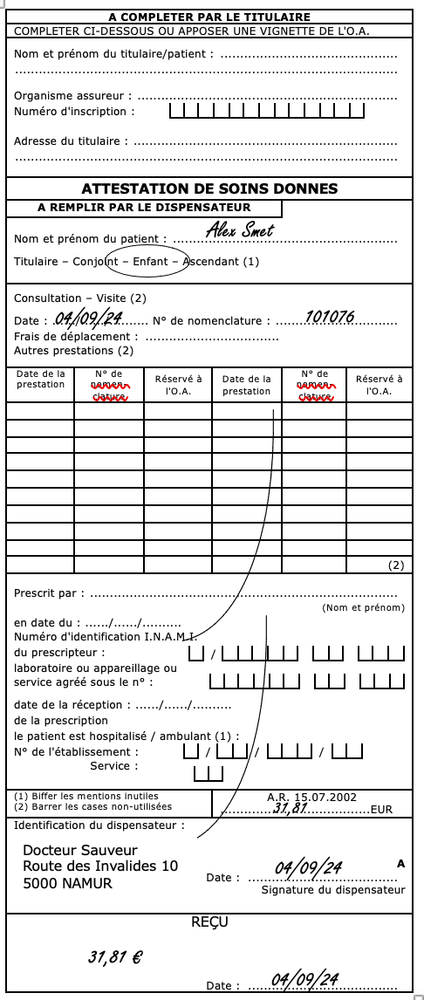 A COMPLETER PAR LE TITULAIRE
COMPLETER CI-DESSOUS OU APPOSER UNE VIGNETTE DE L'O.A.
Nom et prénom du titulaire/patient : ................................................
.........................................................................................................
Organisme assureur : .......................................................................
Numéro d'inscription :
Adresse du titulaire : ........................................................................
.........................................................................................................
ATTESTATION DE SOINS DONNES
A REMPLIR PAR LE DISPENSATEUR
Nom et prénom du patient : Alex Smet
Titulaire – Conjoint – Enfant – Ascendant (1)
Consultation – Visite (2)
Date : 04/09/24 N° de nomenclature : 101076
Frais de déplacement : ....................................
Autres prestations (2)
Date de la prestation
N° de nomen-clature
Réservé à l'O.A.
Date de la prestation
N° de nomen-clature
Réservé à l'O.A.
(2)
Prescrit par : ..................................................................................
(Nom et prénom)
en date du : ....../....../..........
Numéro d'identification I.N.A.M.I.
du prescripteur : /
laboratoire ou appareillage ou
service agréé sous le n° :
date de la réception : ....../....../..........
de la prescription
le patient est hospitalisé / ambulant (1) :
N° de l'établissement : / / /
Service :
(1) Biffer les mentions inutiles
(2) Barrer les cases non-utilisées
A.R. 15.07.2002
31,81 EUR
Identification du dispensateur :
Docteur Sauveur
Route des Invalides 10
5000 NAMUR
Date : 04/09/24 A
Signature du dispensateur
REÇU
31,81 €
Date : 04/09/24